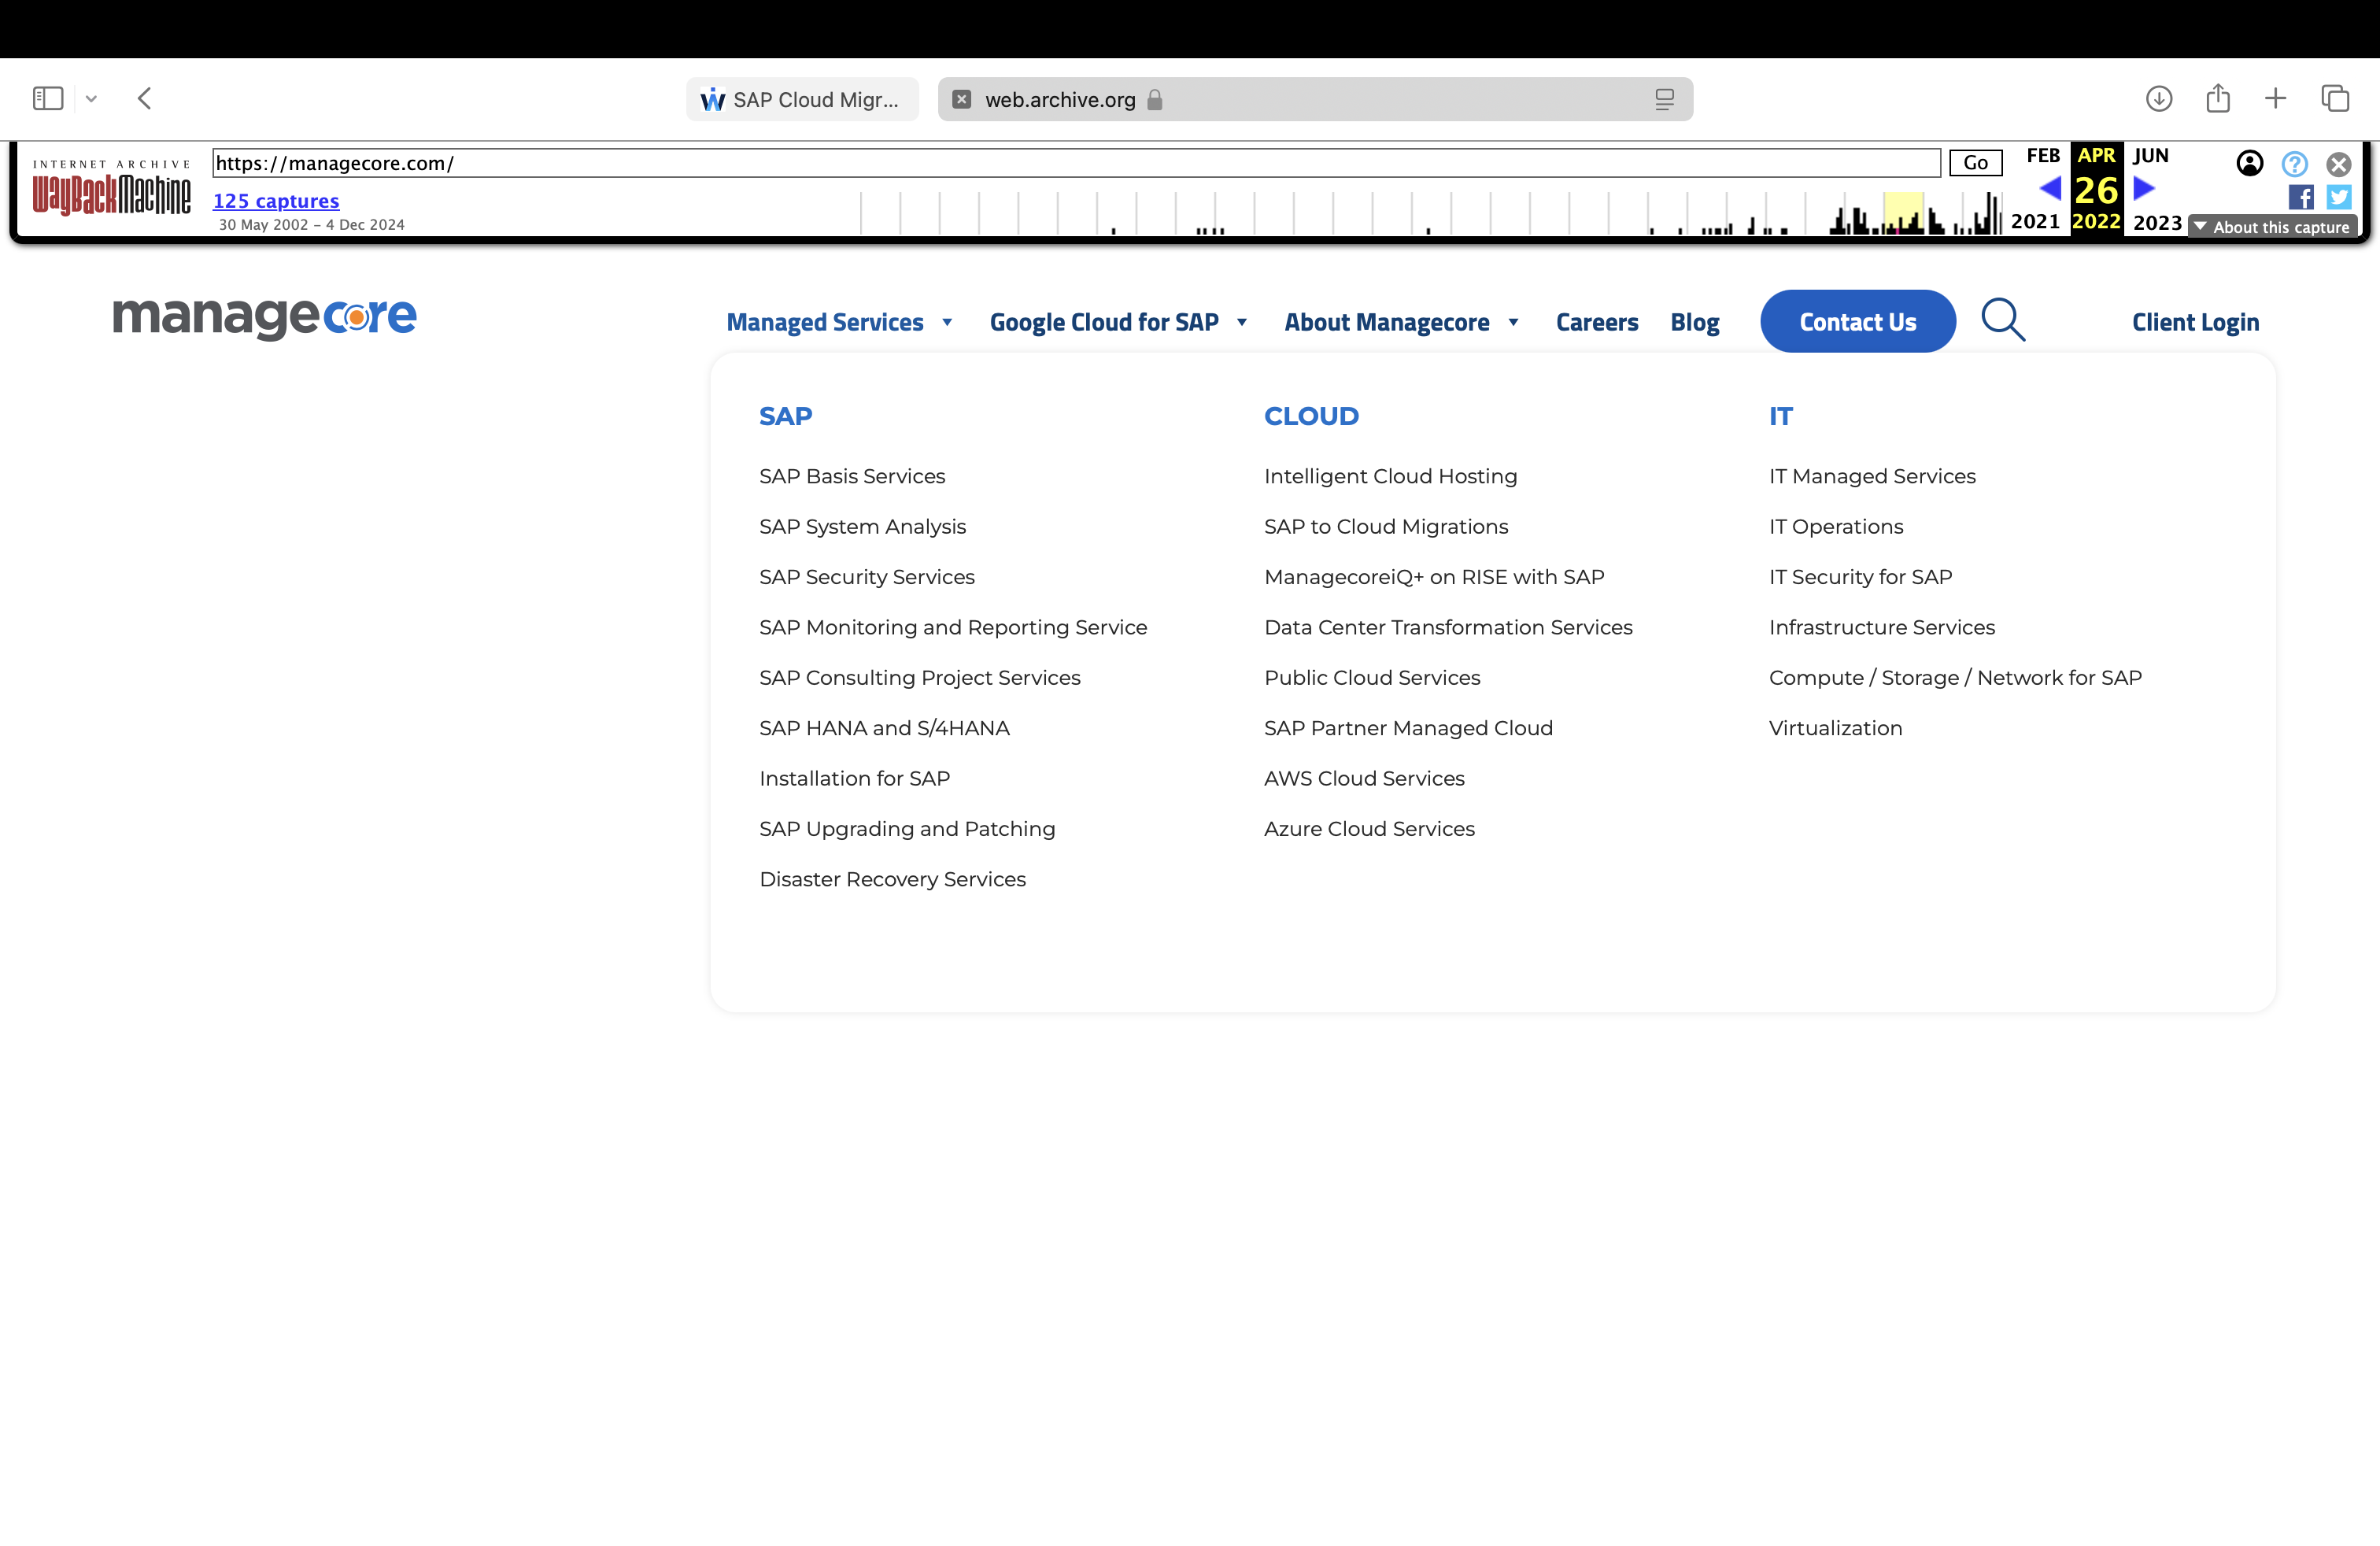 SAP Cloud Migr...
web.archive.org
INTERNET ARCHIVE
WayBackMachine
https://managecore.com/
Go
125 captures
30 May 2002 – 4 Dec 2024
FEB APR JUN
26
2021 2022 2023
f
About this capture
managecore
Managed Services
Google Cloud for SAP
About Managecore
Careers
Blog
Contact Us
Client Login
SAP
SAP Basis Services
SAP System Analysis
SAP Security Services
SAP Monitoring and Reporting Service
SAP Consulting Project Services
SAP HANA and S/4HANA
Installation for SAP
SAP Upgrading and Patching
Disaster Recovery Services
CLOUD
Intelligent Cloud Hosting
SAP to Cloud Migrations
ManagecoreiQ+ on RISE with SAP
Data Center Transformation Services
Public Cloud Services
SAP Partner Managed Cloud
AWS Cloud Services
Azure Cloud Services
IT
IT Managed Services
IT Operations
IT Security for SAP
Infrastructure Services
Compute / Storage / Network for SAP
Virtualization